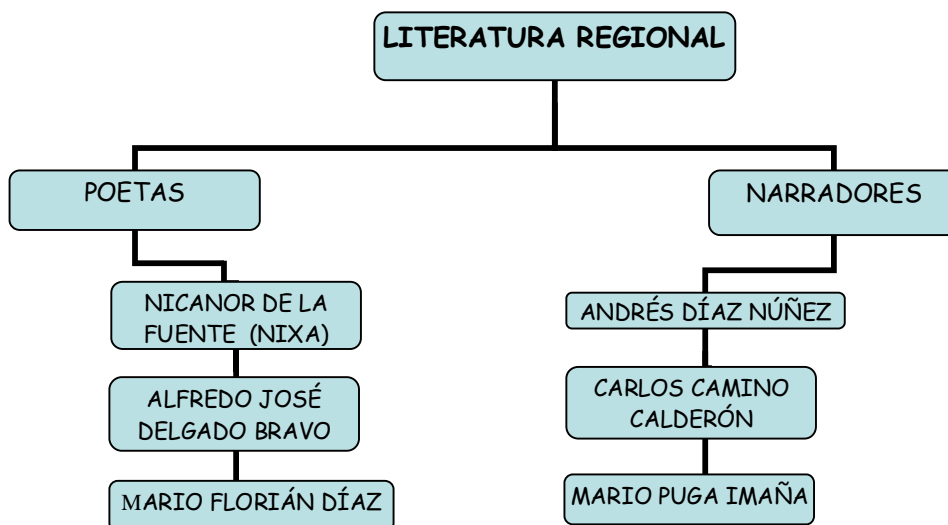 LITERATURA REGIONAL
POETAS
NARRADORES
NICANOR DE LA
FUENTE (NIXA)
ANDRÉS DÍAZ NÚÑEZ
ALFREDO JOSÉ
DELGADO BRAVO
CARLOS CAMINO
CALDERÓN
MARIO FLORIÁN DÍAZ
MARIO PUGA IMAÑA